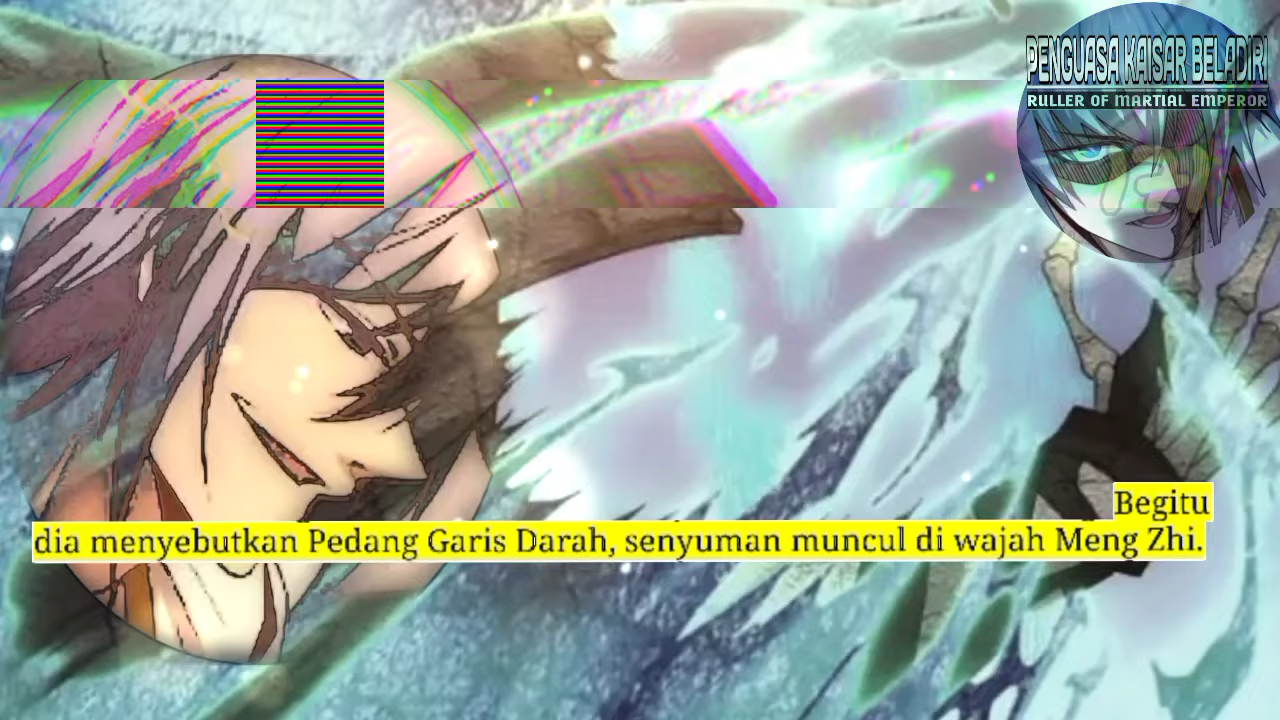 PENGUASA KAISAR BELADIRI
RULLER OF MARTIAL EMPEROR
Begitu
dia menyebutkan Pedang Garis Darah, senyuman muncul di wajah Meng Zhi.